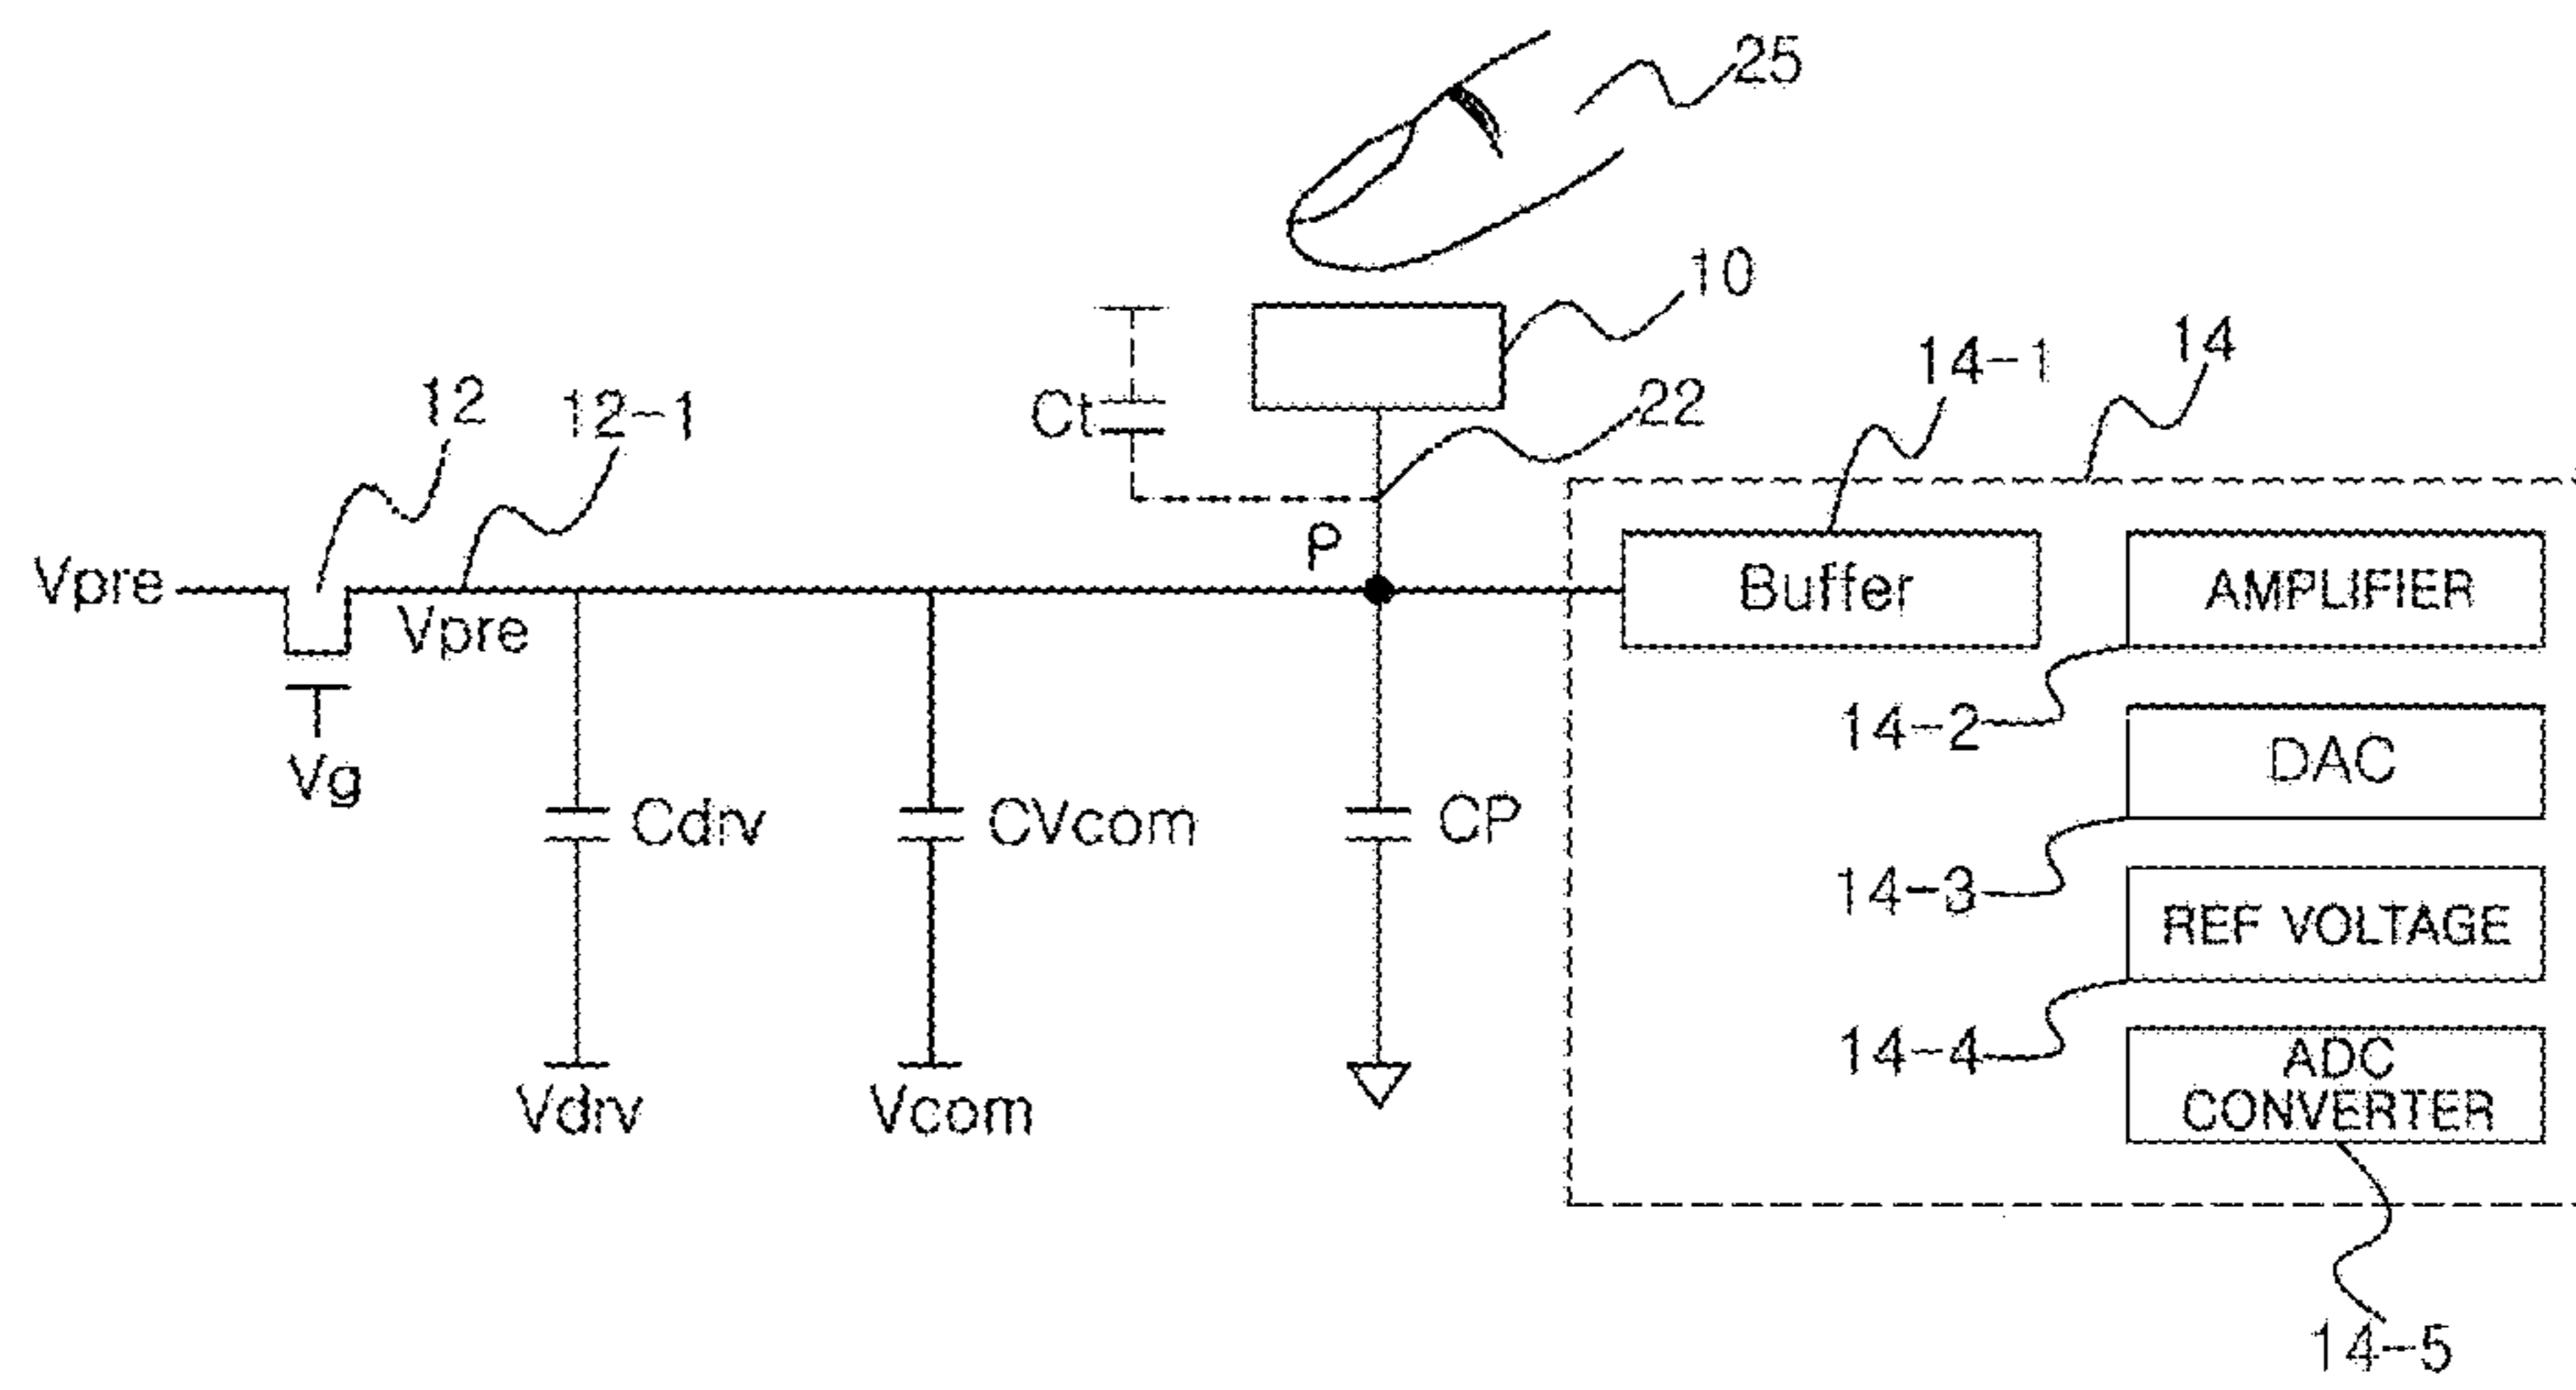 25
10
14
14-1
22
Ct
12
12-1
P
Vpre
Vpre
Buffer
AMPLIFIER
Vg
14-2
DAC
Cdrv
CVcom
CP
14-3
REF VOLTAGE
14-4
ADC
CONVERTER
Vdrv
Vcom
14-5